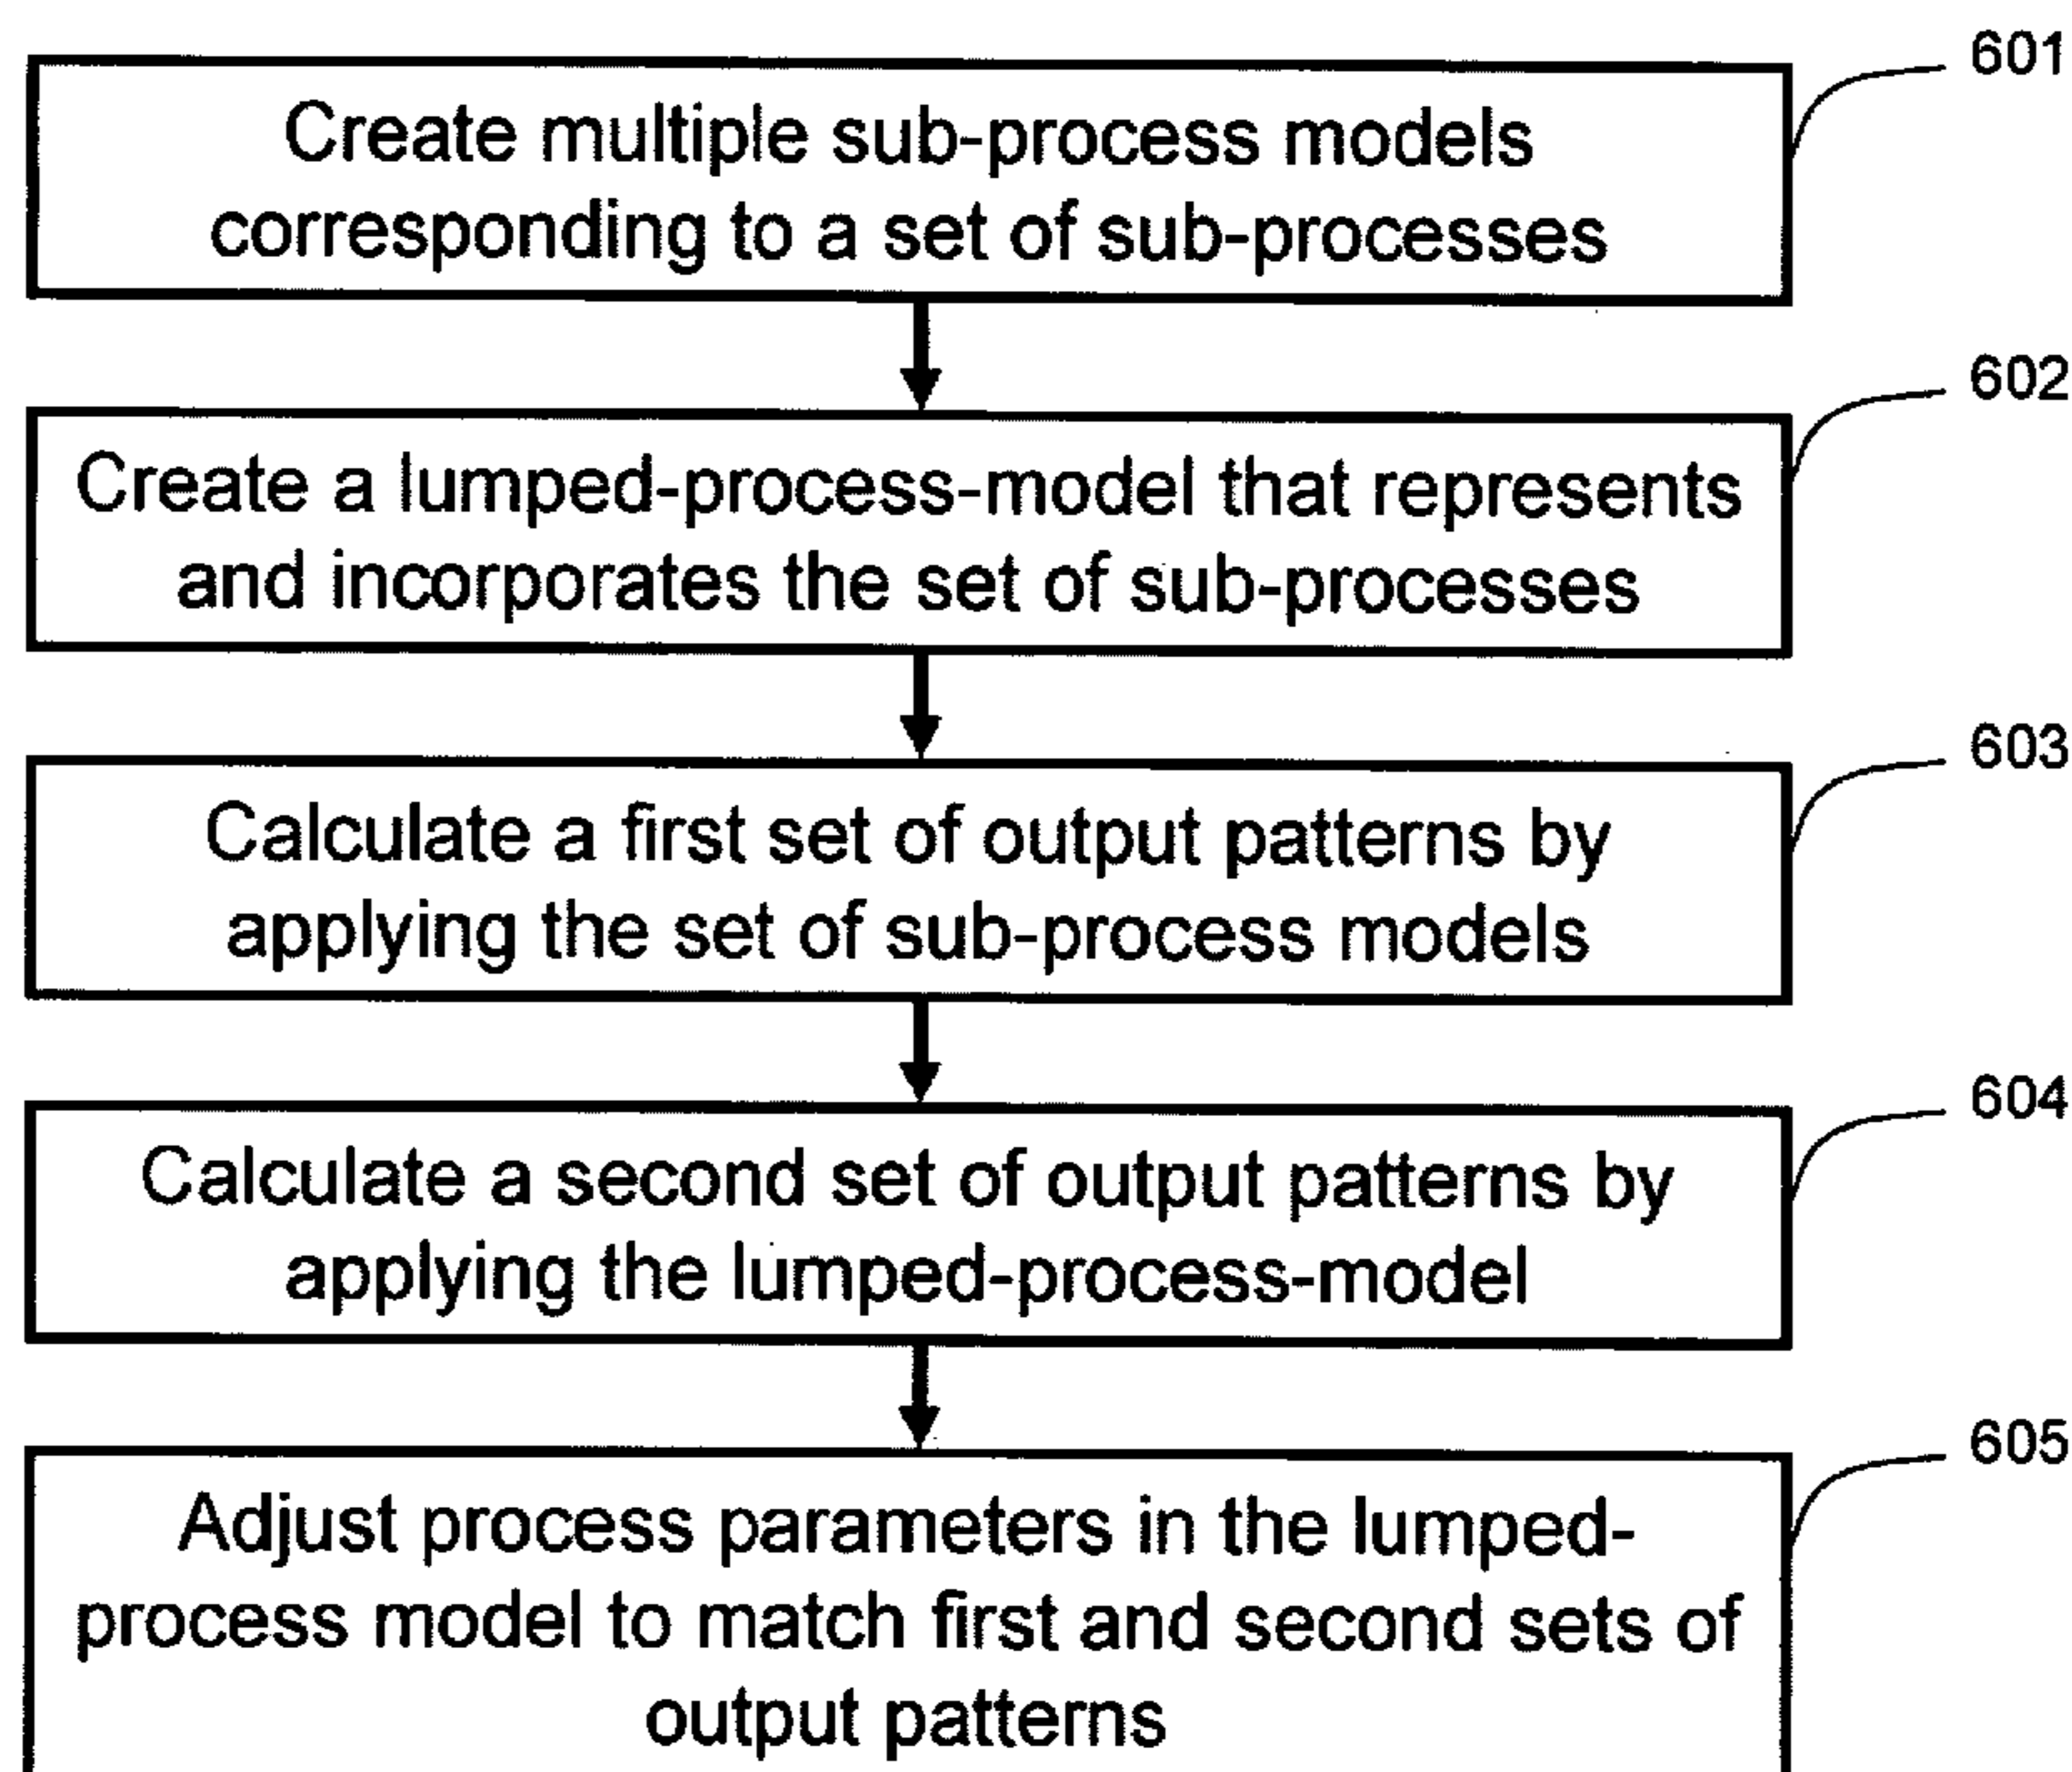 601
Create multiple sub-process models
corresponding to a set of sub-processes
602
Create a lumped-process-model that represents
and incorporates the set of sub-processes
603
Calculate a first set of output patterns by
applying the set of sub-process models
604
Calculate a second set of output patterns by
applying the lumped-process-model
605
Adjust process parameters in the lumped-
process model to match first and second sets of
output patterns